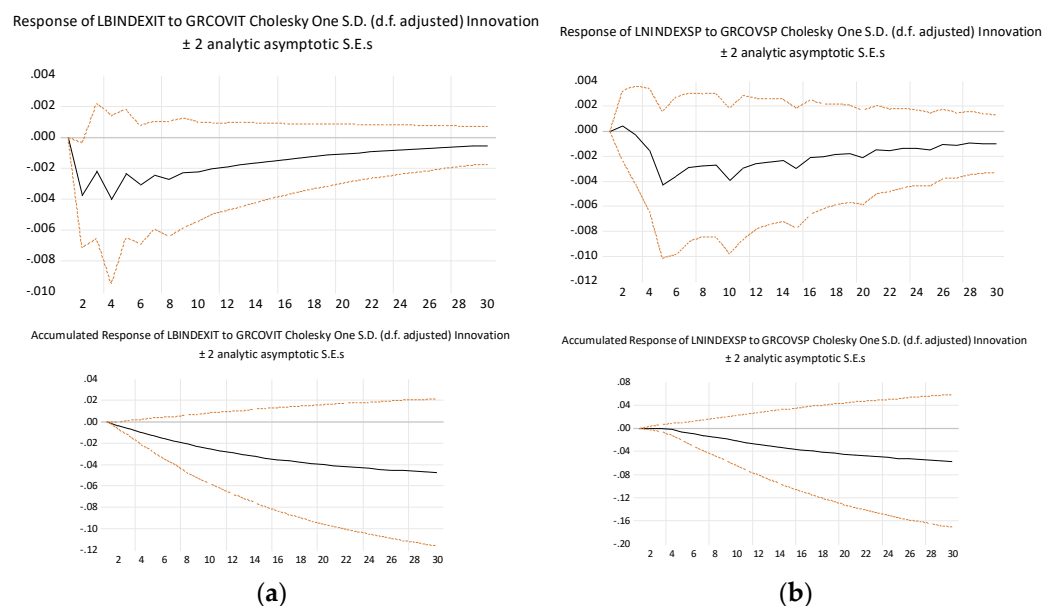 Response of LBINDEXIT to GRCOVIT Cholesky One S.D. (d.f. adjusted) Innovation
± 2 analytic asymptotic S.E.s
.004
.002
.000
-.002
-.004
-.006
-.008
-.010
2 4 6 8 10 12 14 16 18 20 22 24 26 28 30
Accumulated Response of LBINDEXIT to GRCOVIT Cholesky One S.D. (d.f. adjusted) Innovation
± 2 analytic asymptotic S.E.s
.04
.02
.00
-.02
-.04
-.06
-.08
-.10
-.12
2 4 6 8 10 12 14 16 18 20 22 24 26 28 30
(a)
Response of LNINDEXSP to GRCOVSP Cholesky One S.D. (d.f. adjusted) Innovation
± 2 analytic asymptotic S.E.s
.004
.002
.000
-.002
-.004
-.006
-.008
-.010
-.012
2 4 6 8 10 12 14 16 18 20 22 24 26 28 30
Accumulated Response of LNINDEXSP to GRCOVSP Cholesky One S.D. (d.f. adjusted) Innovation
± 2 analytic asymptotic S.E.s
.08
.04
.00
-.04
-.08
-.12
-.16
-.20
2 4 6 8 10 12 14 16 18 20 22 24 26 28 30
(b)